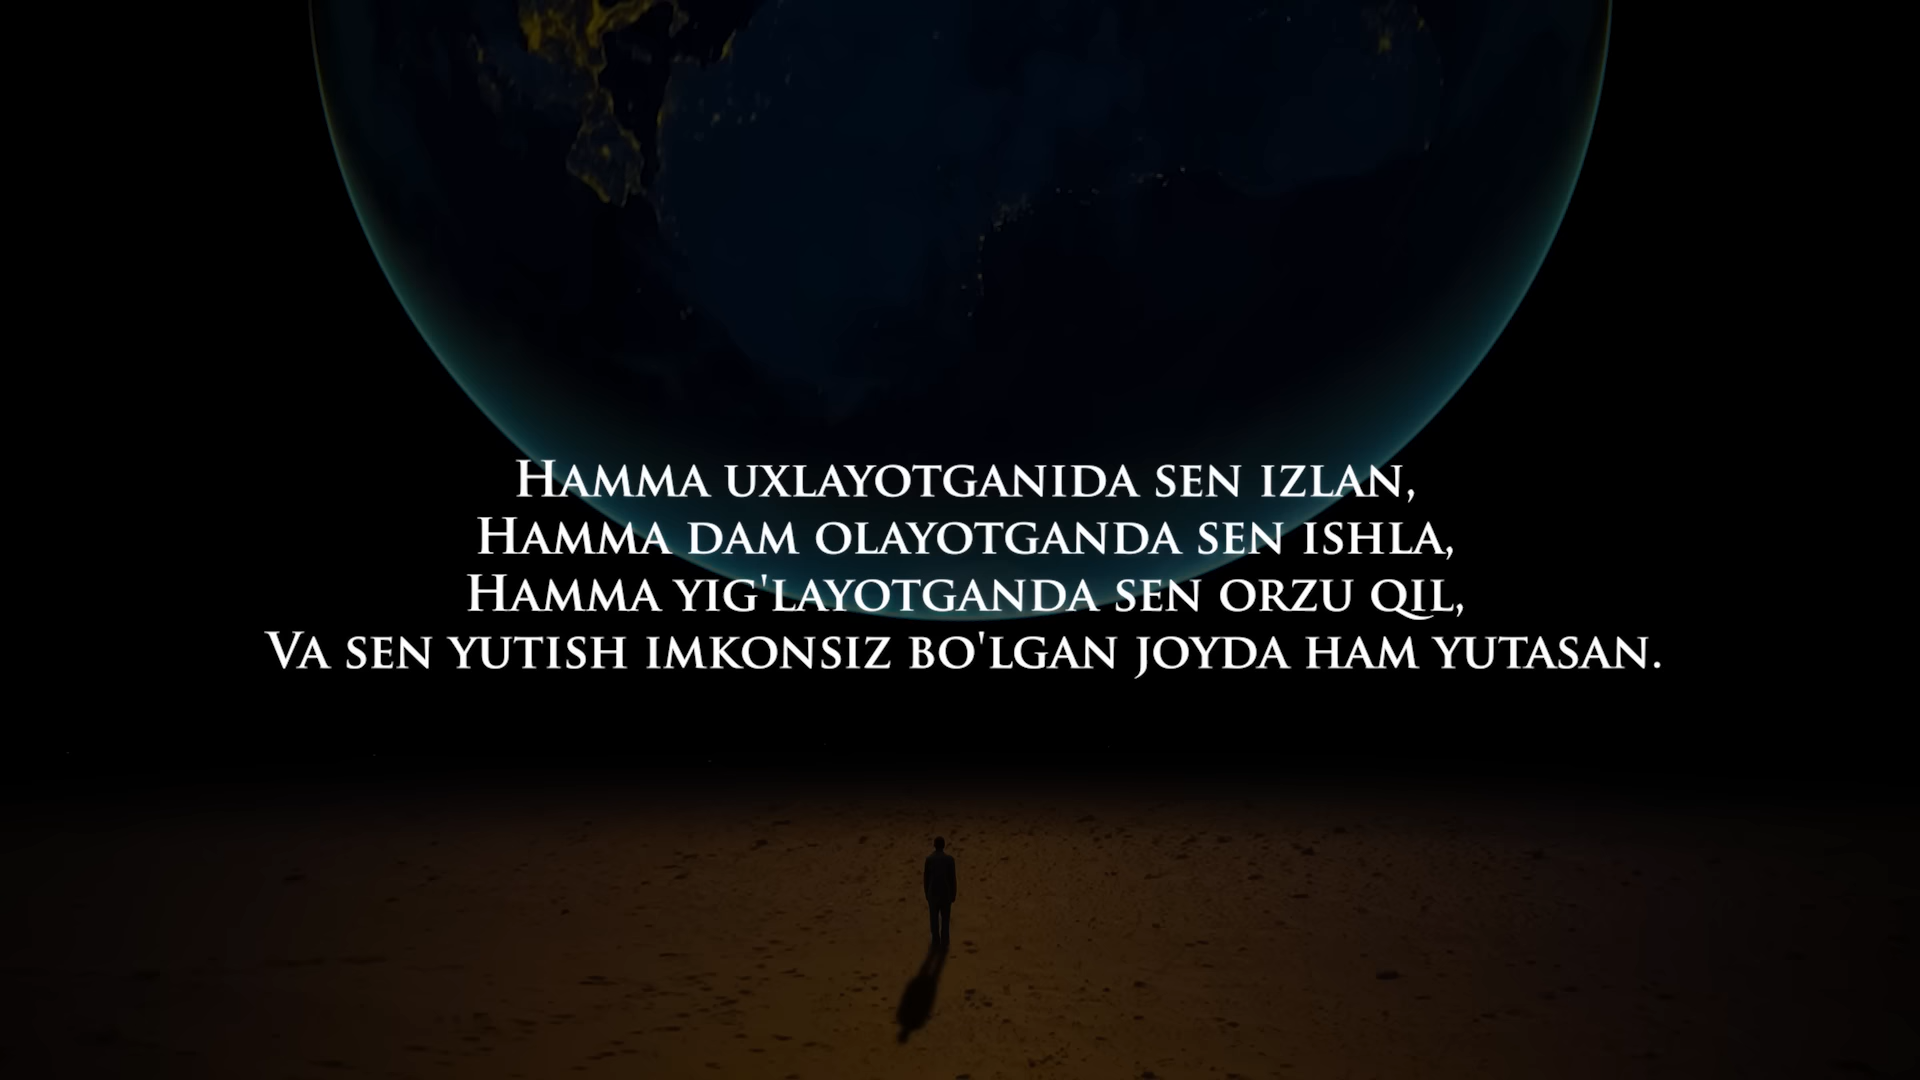 Hamma uxlayotganida sen izlan,
Hamma dam olayotganda sen ishla,
Hamma yig'layotganda sen orzu qil,
Va sen yutish imkonsiz bo'lgan joyda ham yutasan.